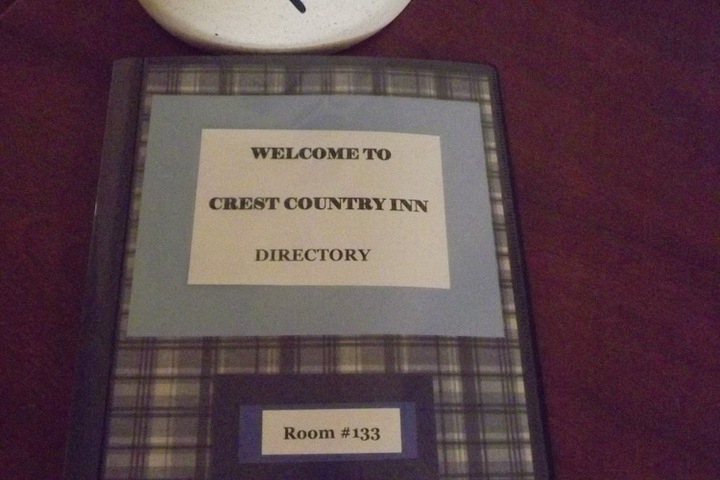 WELCOME TO
CREST COUNTRY INN
DIRECTORY
Room #133